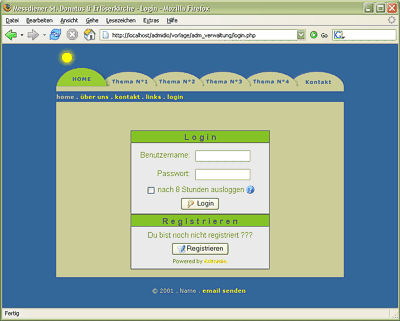 Messdiener St. Donatus & Erlöserkirche - Login - Mozilla Firefox
Datei Bearbeiten Ansicht Gehe Lesezeichen Extras Hilfe
http://localhost/admidio/vorlage/adm_verwaltung/login.php Go
HOME Thema N°1 Thema N°2 Thema N°3 Thema N°4 Kontakt
home . über uns . kontakt . links . login
Login
Benutzername:
Passwort:
nach 8 Stunden ausloggen
Login
Registrieren
Du bist noch nicht registriert ???
Registrieren
Powered by
© 2001 . Name . email senden
Fertig